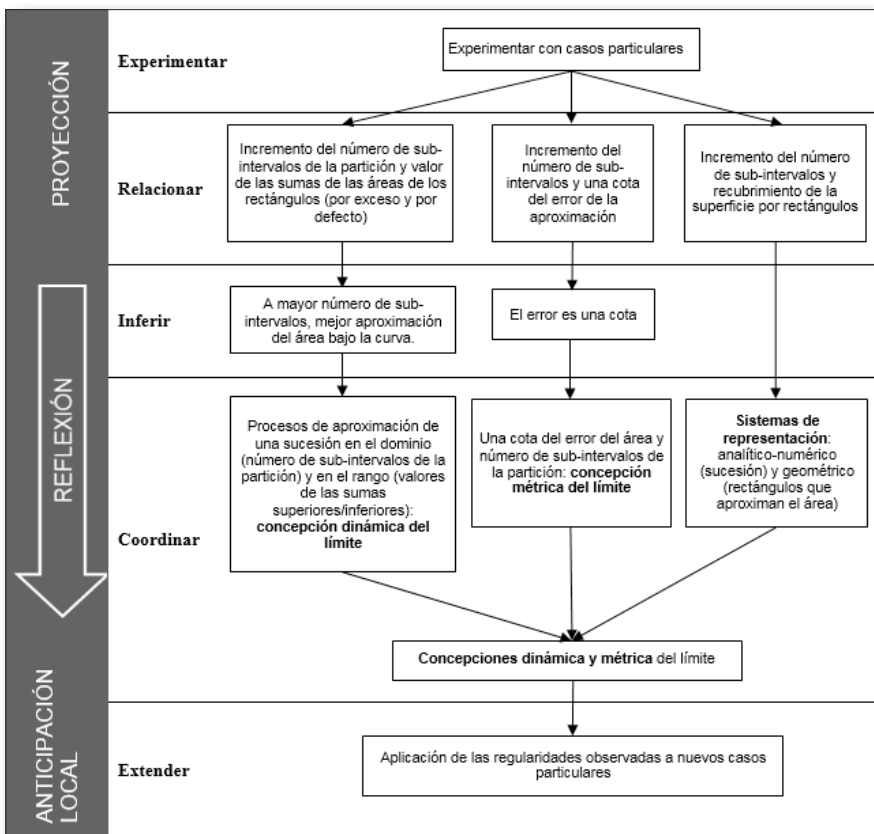 PROYECCIÓN
REFLEXIÓN
ANTICIPACIÓN
LOCAL
Experimentar
Experimentar con casos particulares
Relacionar
Incremento del número de sub-
intervalos de la partición y valor
de las sumas de las áreas de los
rectángulos (por exceso y por
defecto)
Incremento del
número de sub-
intervalos y una cota
del error de la
aproximación
Incremento del número
de sub-intervalos y
recubrimiento de la
superficie por rectángulos
Inferir
A mayor número de sub-
intervalos, mejor aproximación
del área bajo la curva.
El error es una cota
Coordinar
Procesos de aproximación de
una sucesión en el dominio
(número de sub-intervalos de la
partición) y en el rango (valores
de las sumas
superiores/inferiores):
concepción dinámica del
límite
Una cota del error del área y
número de sub-intervalos de
la partición: concepción
métrica del límite
Sistemas de
representación:
analítico-numérico
(sucesión) y geométrico
(rectángulos que
aproximan el área)
Concepciones dinámica y métrica del límite
Extender
Aplicación de las regularidades observadas a nuevos casos
particulares